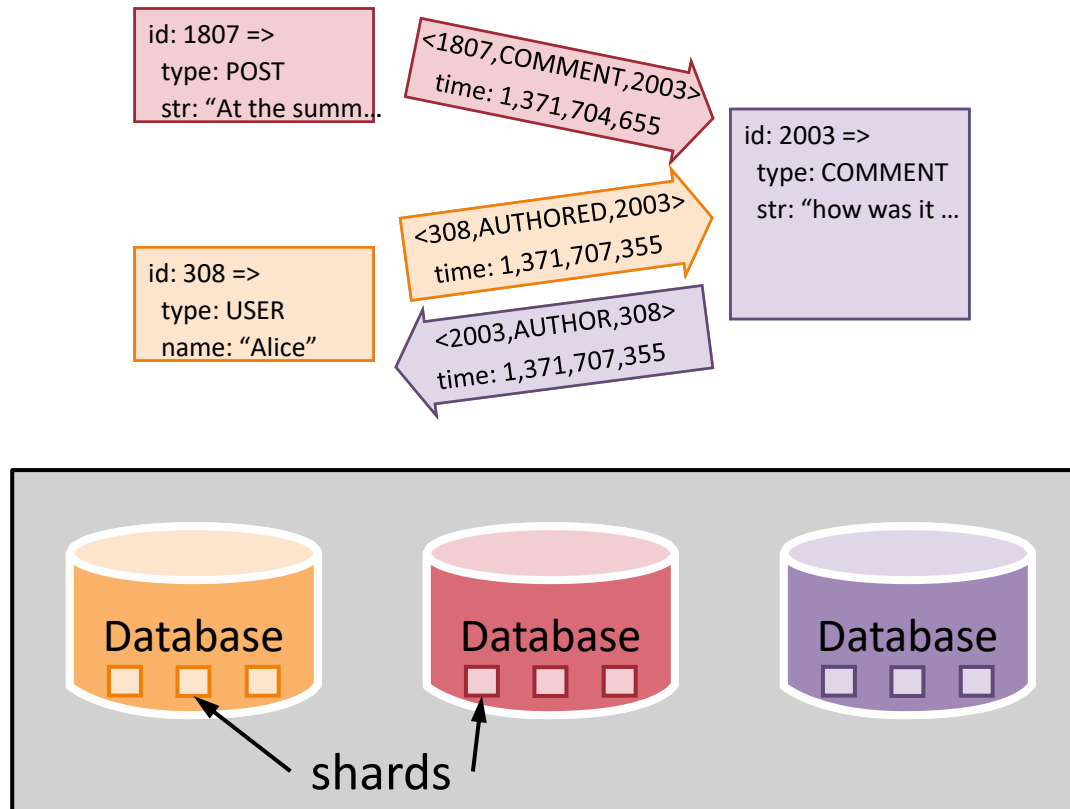 id: 1807 =>
type: POST
str: “At the summ…
<1807,COMMENT,2003>
time: 1,371,704,655
id: 2003 =>
type: COMMENT
str: “how was it …
<308,AUTHORED,2003>
time: 1,371,707,355
id: 308 =>
type: USER
name: “Alice”
<2003,AUTHOR,308>
time: 1,371,707,355
Database
Database
Database
shards